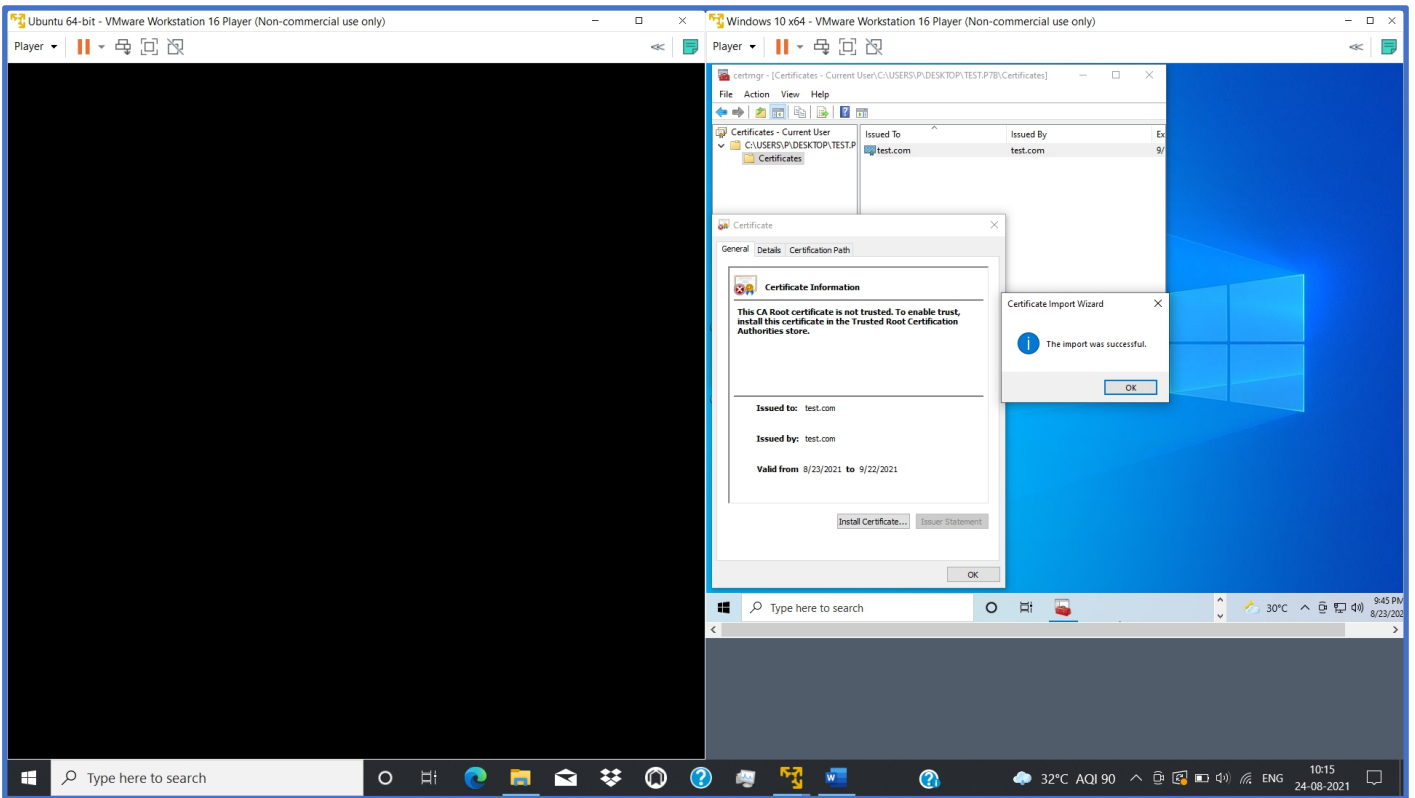 Ubuntu 64-bit - VMware Workstation 16 Player (Non-commercial use only)
Player
Windows 10 x64 - VMware Workstation 16 Player (Non-commercial use only)
Player
certmgr - [Certificates - Current User\C:\USERS\P\DESKTOP\TEST.P7B\Certificates]
File Action View Help
Certificates - Current User
C:\USERS\P\DESKTOP\TEST.P
Certificates
Issued To Issued By Ex
test.com test.com 9/
Certificate
General Details Certification Path
Certificate Information
This CA Root certificate is not trusted. To enable trust,
install this certificate in the Trusted Root Certification
Authorities store.
Issued to: test.com
Issued by: test.com
Valid from 8/23/2021 to 9/22/2021
Install Certificate... Issuer Statement
OK
Certificate Import Wizard
The import was successful.
OK
Type here to search
30°C
9:45 PM
8/23/202
Type here to search
32°C AQI 90
ENG
10:15
24-08-2021